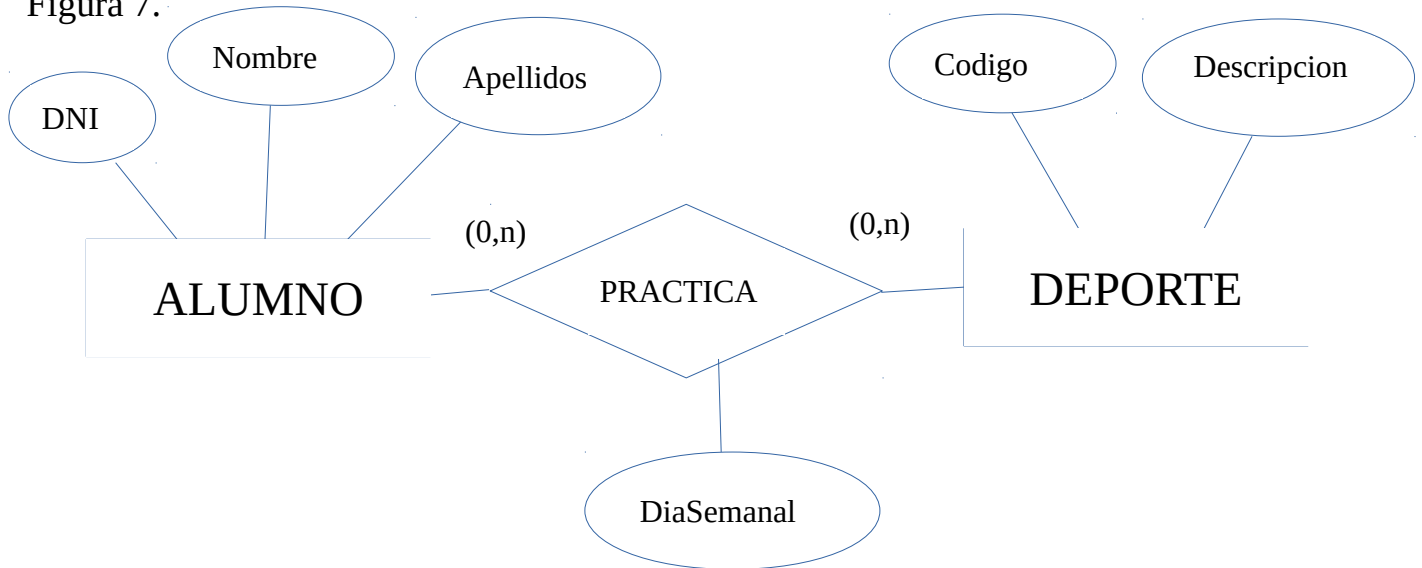 Figura 7.
Nombre
Apellidos
DNI
Codigo
Descripcion
(0,n)
(0,n)
ALUMNO
PRACTICA
DEPORTE
DiaSemanal